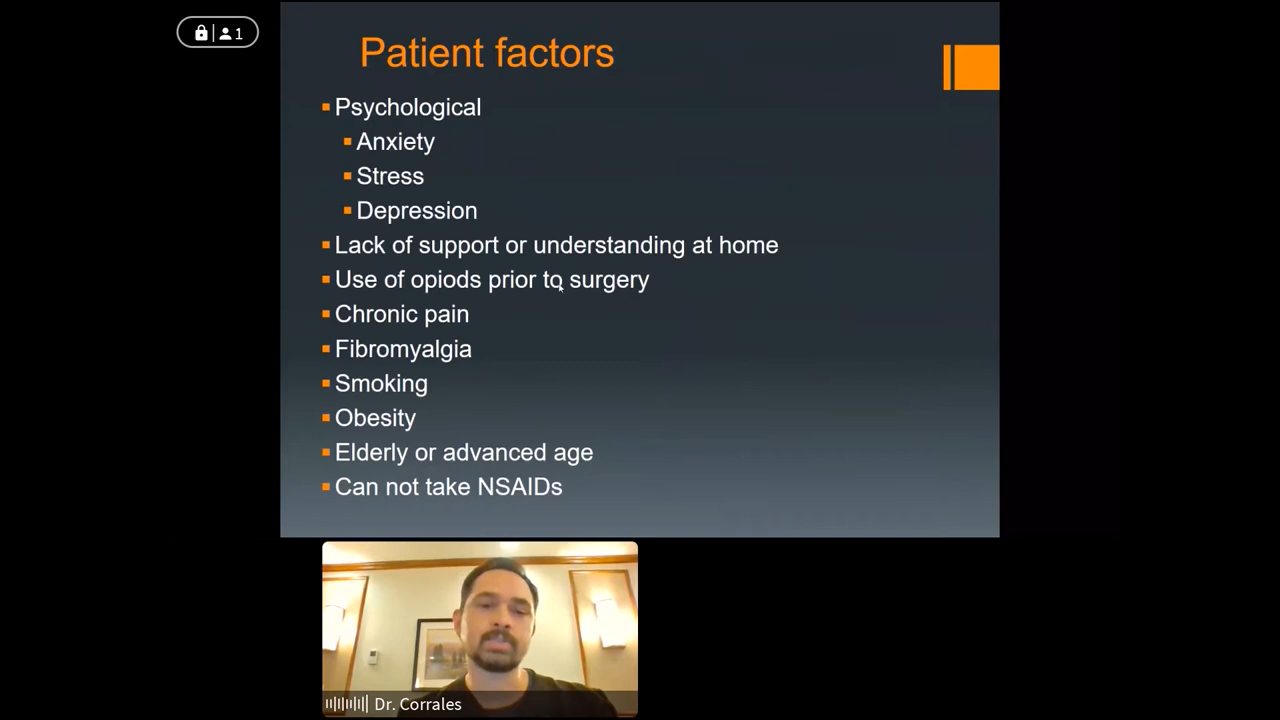 1
Patient factors
Psychological
Anxiety
Stress
Depression
Lack of support or understanding at home
Use of opiods prior to surgery
Chronic pain
Fibromyalgia
Smoking
Obesity
Elderly or advanced age
Can not take NSAIDs
Dr. Corrales